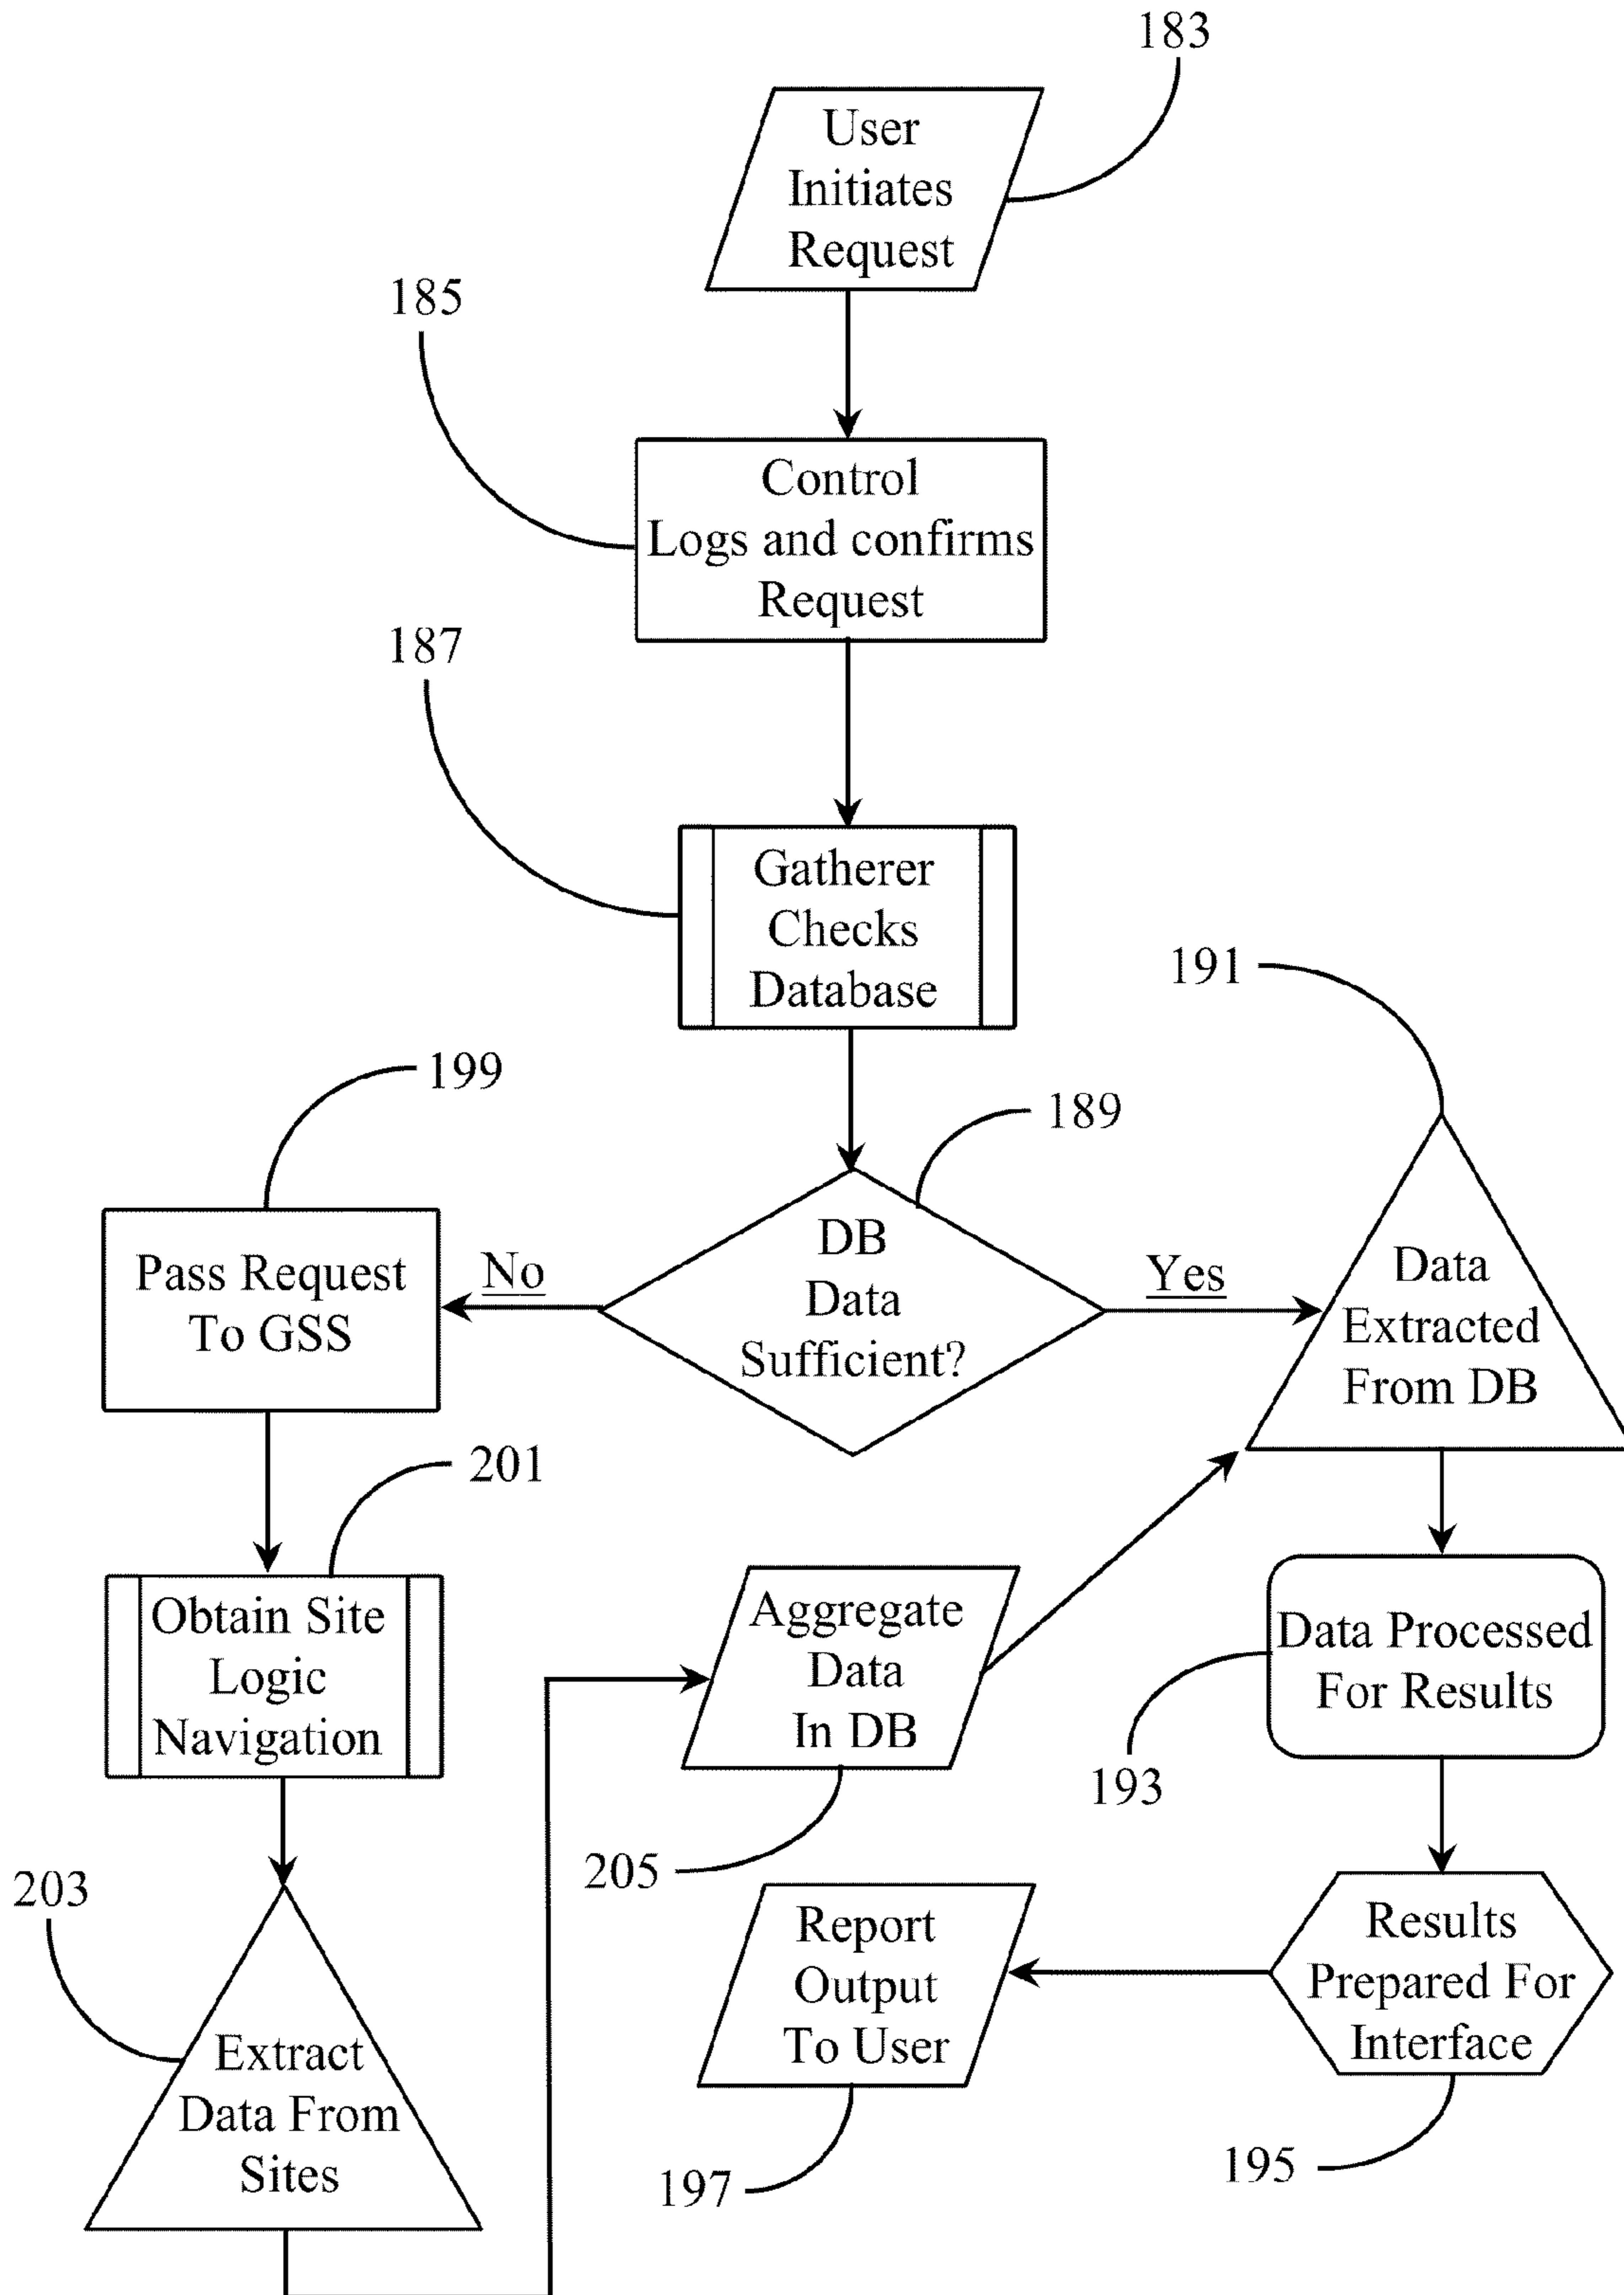 183
User
Initiates
Request
185
Control
Logs and confirms
Request
187
Gatherer
Checks
Database
191
199
189
DB
Data
Sufficient?
No
Yes
Pass Request
To GSS
Data
Extracted
From DB
201
Obtain Site
Logic
Navigation
Aggregate
Data
In DB
Data Processed
For Results
193
205
203
Report
Output
To User
Results
Prepared For
Interface
Extract
Data From
Sites
197
195